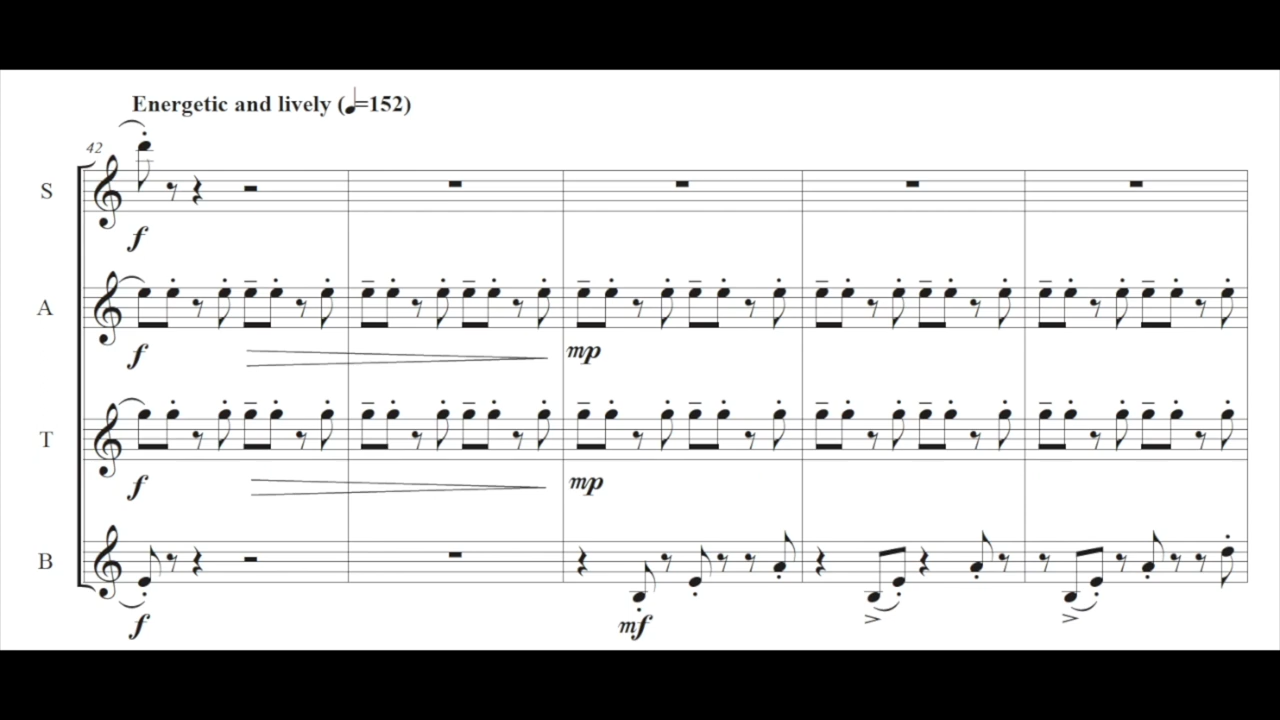 Energetic and lively (♩=152)
42
S
f
A
f
mp
T
f
mp
B
f
mf